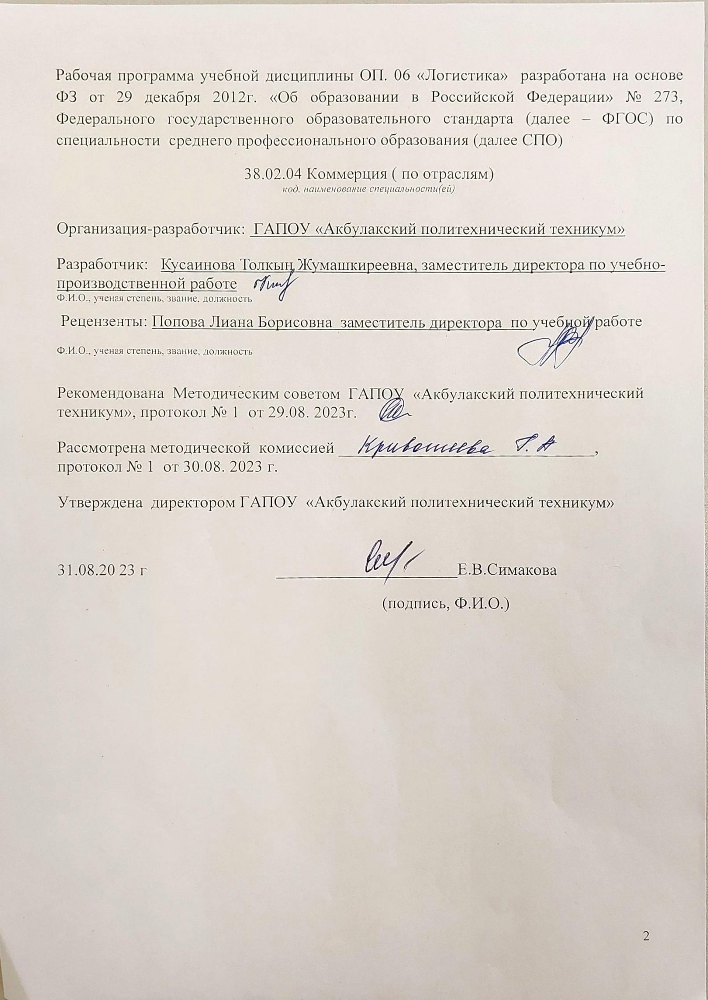 Рабочая программа учебной дисциплины ОП. 06 «Логистика» разработана на основе
ФЗ от 29 декабря 2012г. «Об образовании в Российской Федерации» № 273,
Федерального государственного образовательного стандарта (далее – ФГОС) по
специальности среднего профессионального образования (далее СПО)
38.02.04 Коммерция ( по отраслям)
код, наименование специальности(ей)
Организация-разработчик: ГАПОУ «Акбулакский политехнический техникум»
Разработчик: Кусаинова Толкын Жумашкиреевна, заместитель директора по учебно-
производственной работе
Ф.И.О., ученая степень, звание, должность
Рецензенты: Попова Лиана Борисовна заместитель директора по учебной работе
Ф.И.О., ученая степень, звание, должность
Рекомендована Методическим советом ГАПОУ «Акбулакский политехнический
техникум», протокол № 1 от 29.08. 2023г.
Рассмотрена методической комиссией Кривошеева Г. А,
протокол № 1 от 30.08. 2023 г.
Утверждена директором ГАПОУ «Акбулакский политехнический техникум»
31.08.20 23 г Е.В.Симакова
(подпись, Ф.И.О.)
2